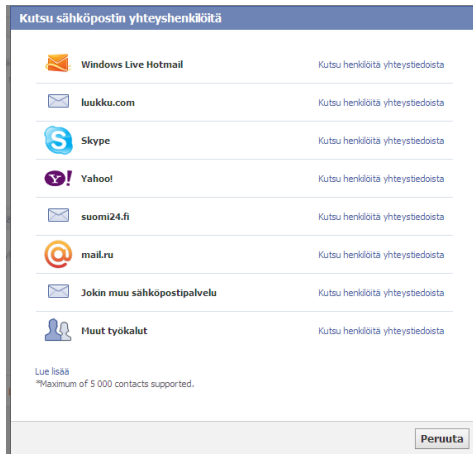 Kutsu sähköpostin yhteyshenkilöitä
Windows Live Hotmail Kutsu henkilöitä yhteystiedoista
luukku.com Kutsu henkilöitä yhteystiedoista
Skype Kutsu henkilöitä yhteystiedoista
Yahoo! Kutsu henkilöitä yhteystiedoista
suomi24.fi Kutsu henkilöitä yhteystiedoista
mail.ru Kutsu henkilöitä yhteystiedoista
Jokin muu sähköpostipalvelu Kutsu henkilöitä yhteystiedoista
Muut työkalut Kutsu henkilöitä yhteystiedoista
Lue lisää
*Maximum of 5 000 contacts supported.
Peruuta